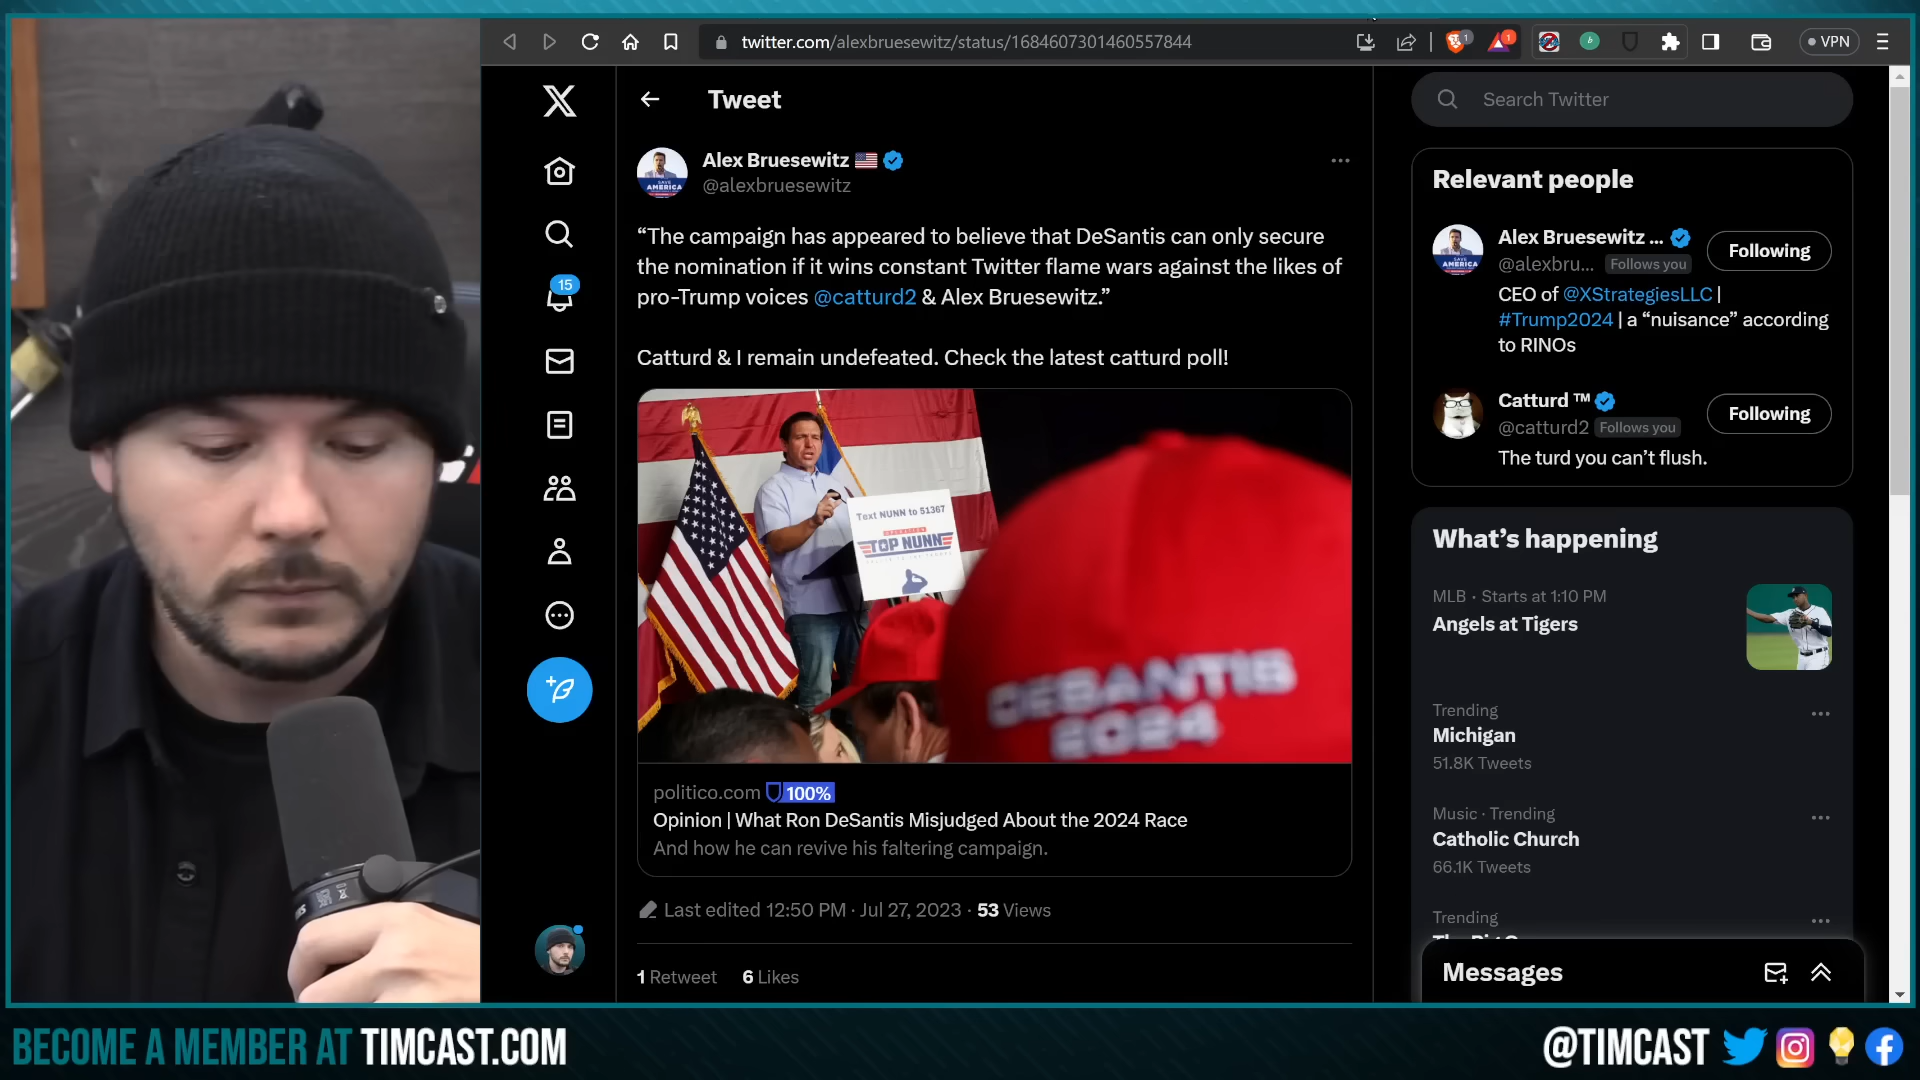 twitter.com/alexbruesewitz/status/1684607301460557844
1
1
b
VPN
Tweet
Search Twitter
Alex Bruesewitz
@alexbruesewitz
SAVE
AMERICA
“The campaign has appeared to believe that DeSantis can only secure
the nomination if it wins constant Twitter flame wars against the likes of
pro-Trump voices @catturd2 & Alex Bruesewitz.”
Catturd & I remain undefeated. Check the latest catturd poll!
15
Text NUNN to 51367
OPERATION
TOP NUNN
DESANTIS
2024
politico.com 100%
Opinion | What Ron DeSantis Misjudged About the 2024 Race
And how he can revive his faltering campaign.
Last edited 12:50 PM · Jul 27, 2023 · 53 Views
1 Retweet 6 Likes
Relevant people
Alex Bruesewitz ...
@alexbru... Follows you
Following
AMERICA
CEO of @XStrategiesLLC |
#Trump2024 | a “nuisance” according
to RINOs
Catturd ™
@catturd2 Follows you
Following
The turd you can’t flush.
What’s happening
MLB · Starts at 1:10 PM
Angels at Tigers
Trending
Michigan
51.8K Tweets
Music · Trending
Catholic Church
66.1K Tweets
Trending
Messages
BECOME A MEMBER AT TIMCAST.COM
@TIMCAST